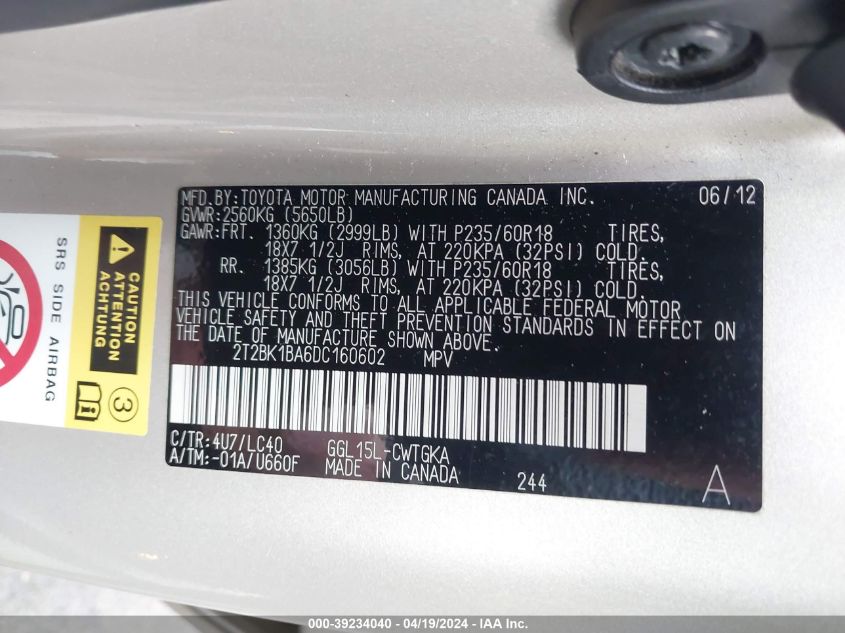 MFD.BY:TOYOTA MOTOR MANUFACTURING CANADA INC. 06/12
GVWR:2560KG (5650LB)
GAWR:FRT. 1360KG (2999LB) WITH P235/60R18 TIRES,
18X7 1/2J RIMS, AT 220KPA (32PSI) COLD.
RR. 1385KG (3056LB) WITH P235/60R18 TIRES,
18X7 1/2J RIMS, AT 220KPA (32PSI) COLD.
THIS VEHICLE CONFORMS TO ALL APPLICABLE FEDERAL MOTOR
VEHICLE SAFETY AND THEFT PREVENTION STANDARDS IN EFFECT ON
THE DATE OF MANUFACTURE SHOWN ABOVE.
2T2BK1BA6DC160602 MPV
C/TR:4U7/LC40 GGL15L-CWTGKA
A/TM:-01A/U660F MADE IN CANADA 244 A
SRS SIDE AIRBAG
CAUTION
ATTENTION
ACHTUNG
3
000-39234040 / 04/19/2024 - IAA Inc.